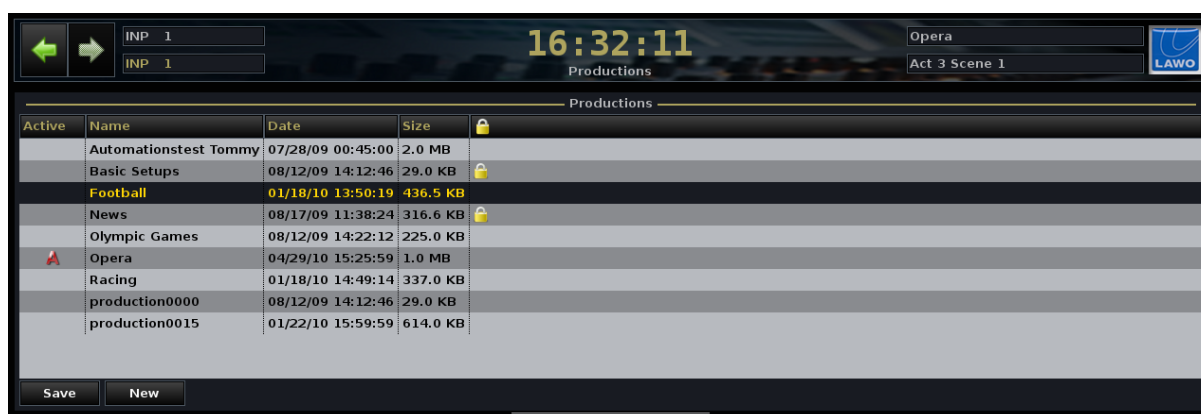 INP 1
INP 1
16:32:11
Productions
Opera
Act 3 Scene 1
LAWO
Productions
Active Name Date Size
Automationstest Tommy 07/28/09 00:45:00 2.0 MB
Basic Setups 08/12/09 14:12:46 29.0 KB
Football 01/18/10 13:50:19 436.5 KB
News 08/17/09 11:38:24 316.6 KB
Olympic Games 08/12/09 14:22:12 225.0 KB
Opera 04/29/10 15:25:59 1.0 MB
Racing 01/18/10 14:49:14 337.0 KB
production0000 08/12/09 14:12:46 29.0 KB
production0015 01/22/10 15:59:59 614.0 KB
Save New